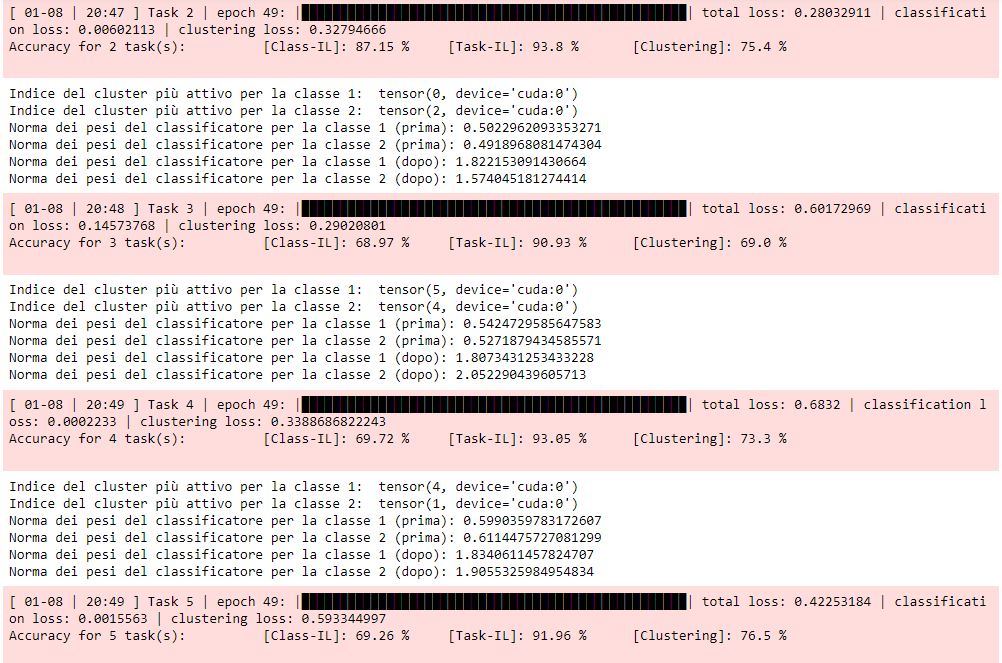 [ 01-08 | 20:47 ] Task 2 | epoch 49: |████████████████████████████████████████████████| total loss: 0.28032911 | classificati
on loss: 0.00602113 | clustering loss: 0.32794666
Accuracy for 2 task(s): [Class-IL]: 87.15 % [Task-IL]: 93.8 % [Clustering]: 75.4 %
Indice del cluster più attivo per la classe 1: tensor(0, device='cuda:0')
Indice del cluster più attivo per la classe 2: tensor(2, device='cuda:0')
Norma dei pesi del classificatore per la classe 1 (prima): 0.5022962093353271
Norma dei pesi del classificatore per la classe 2 (prima): 0.4918968081474304
Norma dei pesi del classificatore per la classe 1 (dopo): 1.822153091430664
Norma dei pesi del classificatore per la classe 2 (dopo): 1.574045181274414
[ 01-08 | 20:48 ] Task 3 | epoch 49: |████████████████████████████████████████████████| total loss: 0.60172969 | classificati
on loss: 0.14573768 | clustering loss: 0.29020801
Accuracy for 3 task(s): [Class-IL]: 68.97 % [Task-IL]: 90.93 % [Clustering]: 69.0 %
Indice del cluster più attivo per la classe 1: tensor(5, device='cuda:0')
Indice del cluster più attivo per la classe 2: tensor(4, device='cuda:0')
Norma dei pesi del classificatore per la classe 1 (prima): 0.5424729585647583
Norma dei pesi del classificatore per la classe 2 (prima): 0.5271879434585571
Norma dei pesi del classificatore per la classe 1 (dopo): 1.8073431253433228
Norma dei pesi del classificatore per la classe 2 (dopo): 2.052290439605713
[ 01-08 | 20:49 ] Task 4 | epoch 49: |████████████████████████████████████████████████| total loss: 0.6832 | classification l
oss: 0.0002233 | clustering loss: 0.3388686822243
Accuracy for 4 task(s): [Class-IL]: 69.72 % [Task-IL]: 93.05 % [Clustering]: 73.3 %
Indice del cluster più attivo per la classe 1: tensor(4, device='cuda:0')
Indice del cluster più attivo per la classe 2: tensor(1, device='cuda:0')
Norma dei pesi del classificatore per la classe 1 (prima): 0.5990359783172607
Norma dei pesi del classificatore per la classe 2 (prima): 0.6114475727081299
Norma dei pesi del classificatore per la classe 1 (dopo): 1.8340611457824707
Norma dei pesi del classificatore per la classe 2 (dopo): 1.9055325984954834
[ 01-08 | 20:49 ] Task 5 | epoch 49: |████████████████████████████████████████████████| total loss: 0.42253184 | classificati
on loss: 0.0015563 | clustering loss: 0.593344997
Accuracy for 5 task(s): [Class-IL]: 69.26 % [Task-IL]: 91.96 % [Clustering]: 76.5 %